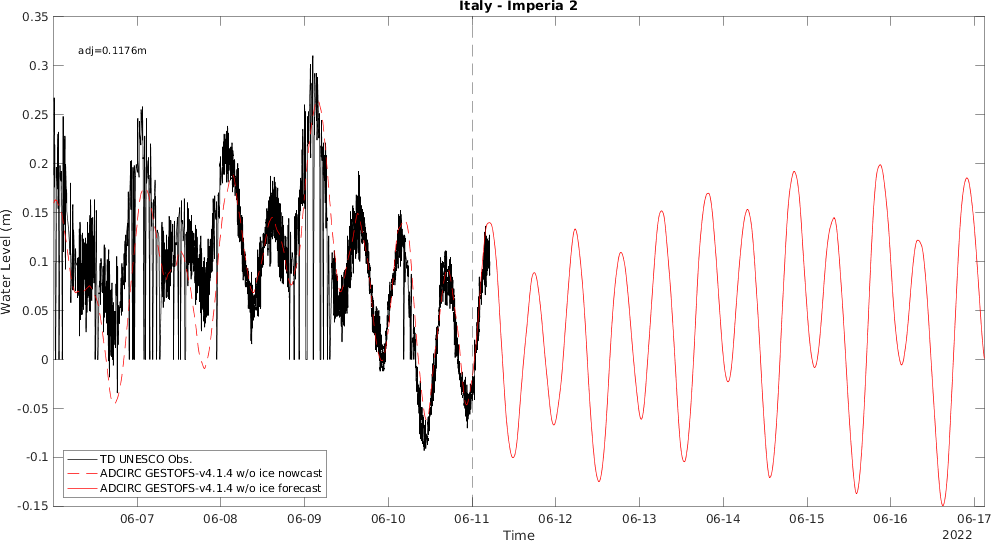 Italy - Imperia 2
adj=0.1176m
0.35
0.3
0.25
0.2
0.15
0.1
0.05
0
-0.05
-0.1
-0.15
Water Level (m)
TD UNESCO Obs.
ADCIRC GESTOFS-v4.1.4 w/o ice nowcast
ADCIRC GESTOFS-v4.1.4 w/o ice forecast
06-07 06-08 06-09 06-10 06-11 06-12 06-13 06-14 06-15 06-16 06-17
Time
2022